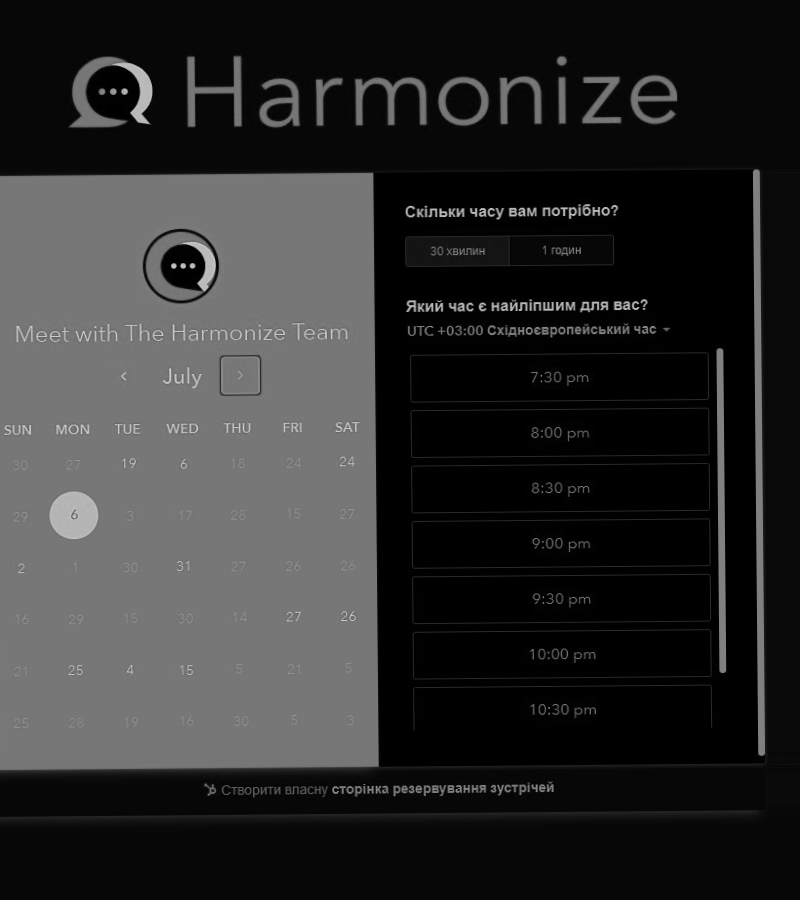 Harmonize
Meet with The Harmonize Team
July
SUN MON TUE WED THU FRI SAT
30 27 19 6 18 24 24
29 6 3 17 28 15 27
2 1 30 31 27 26 26
16 29 15 30 14 27 26
21 25 4 15 5 21 5
25 28 19 16 30 5 3
Скільки часу вам потрібно?
30 хвилин 1 годин
Який час є найліпшим для вас?
UTC +03:00 Східноєвропейський час
7:30 pm
8:00 pm
8:30 pm
9:00 pm
9:30 pm
10:00 pm
10:30 pm
Створити власну сторінка резервування зустрічей